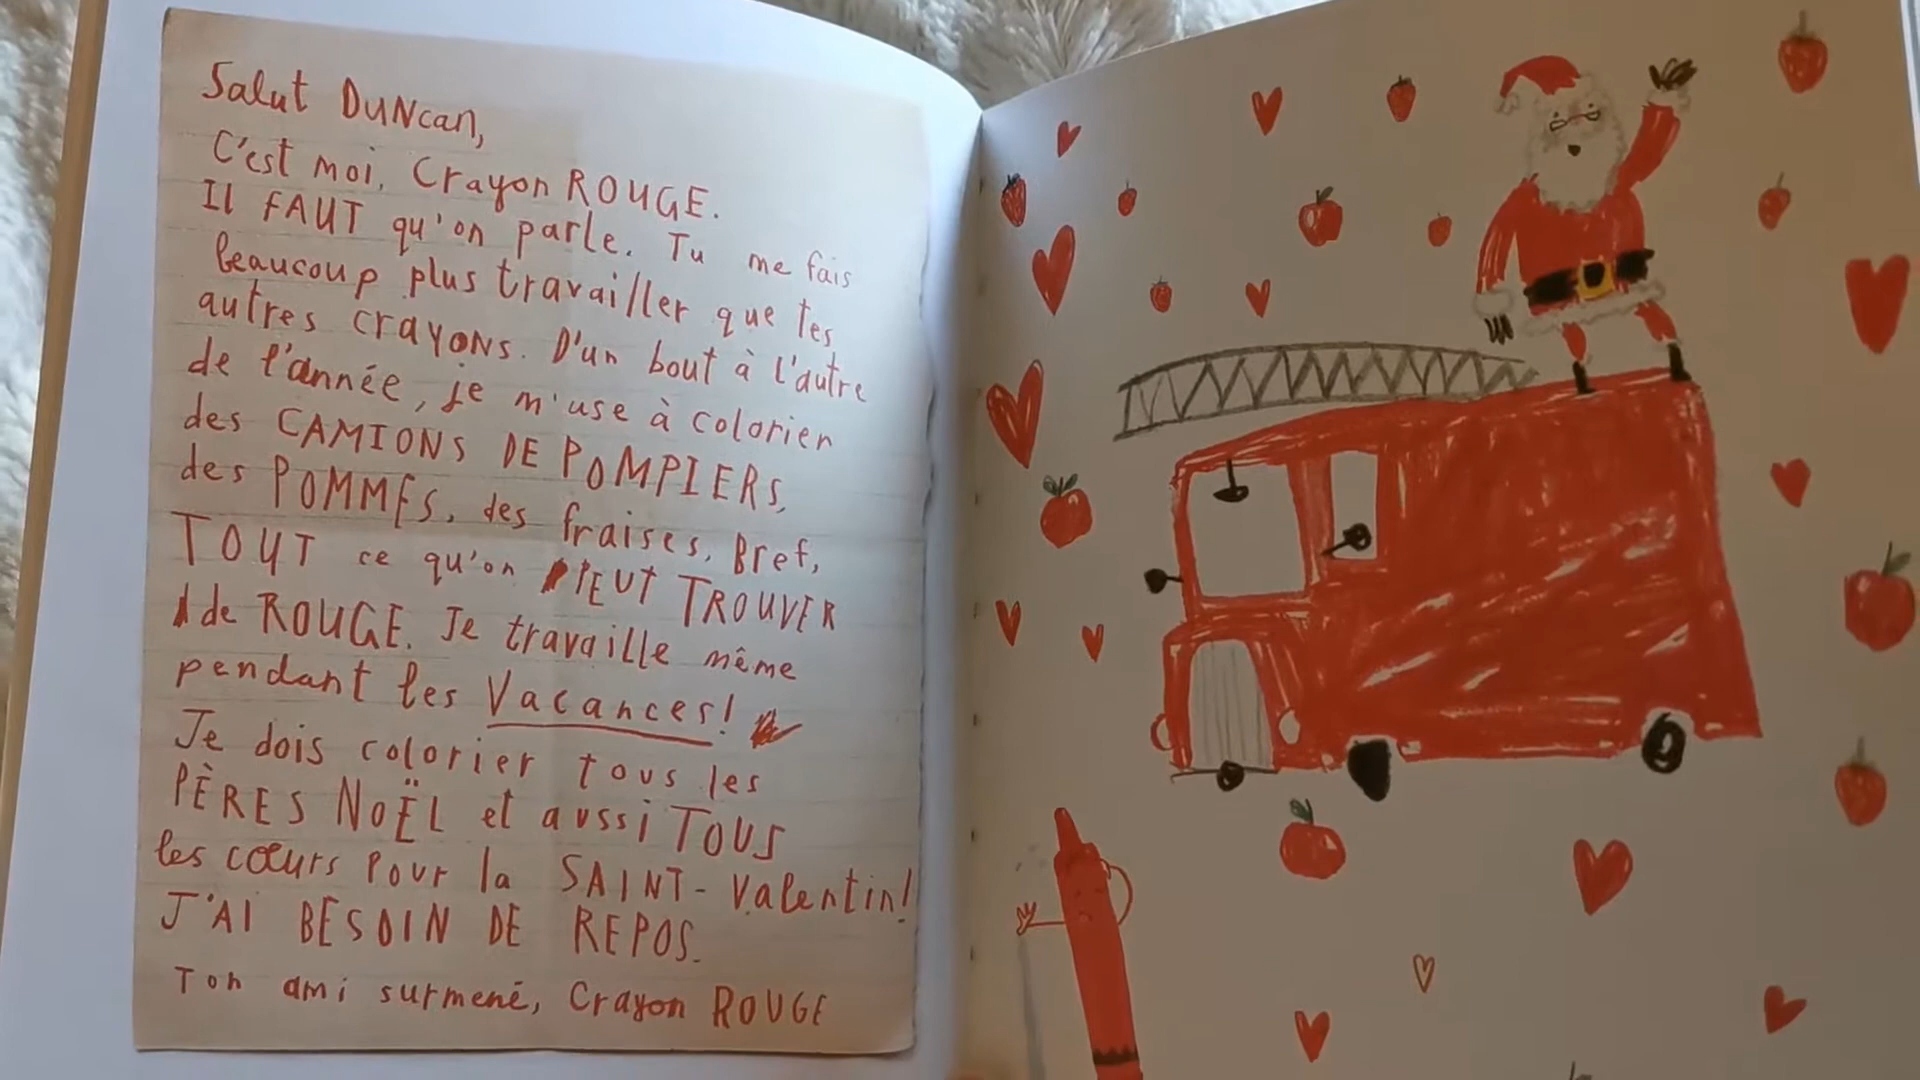 Salut DUNcan,
C'est moi, Crayon ROUGE.
Il FAUT qu'on parle. Tu me fais
beaucoup plus travailler que tes
autres crayons. D'un bout à l'autre
de l'année, je m'use à colorier
des CAMIONS DE POMPIERS,
des POMMES, des fraises, Bref,
TOUT ce qu'on PEUT TROUVER
de ROUGE. Je travaille même
pendant les Vacances!
Je dois colorier tous les
PÈRES NOËL et aussi TOUS
les cœurs pour la SAINT-Valentin!
J'AI BESOIN DE REPOS.
Ton ami surmené, Crayon ROUGE